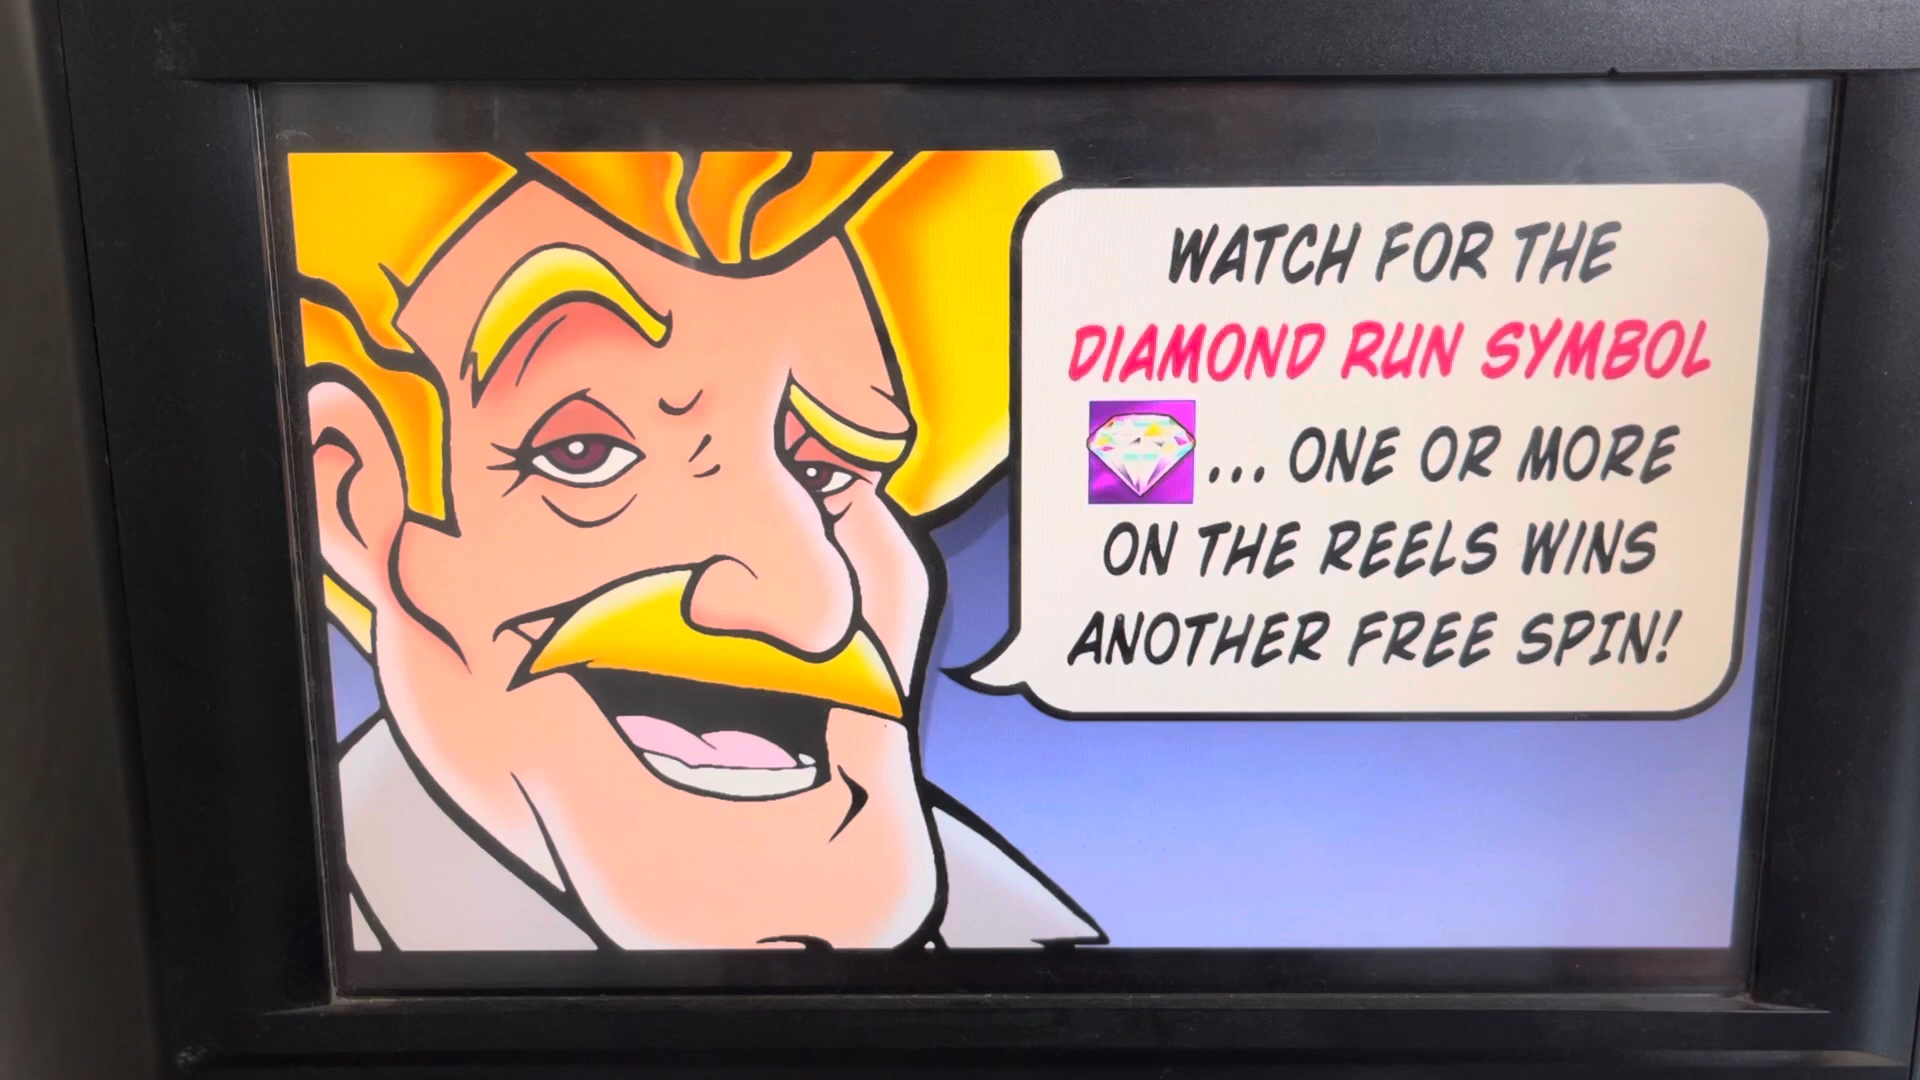 WATCH FOR THE
DIAMOND RUN SYMBOL
... ONE OR MORE
ON THE REELS WINS
ANOTHER FREE SPIN!